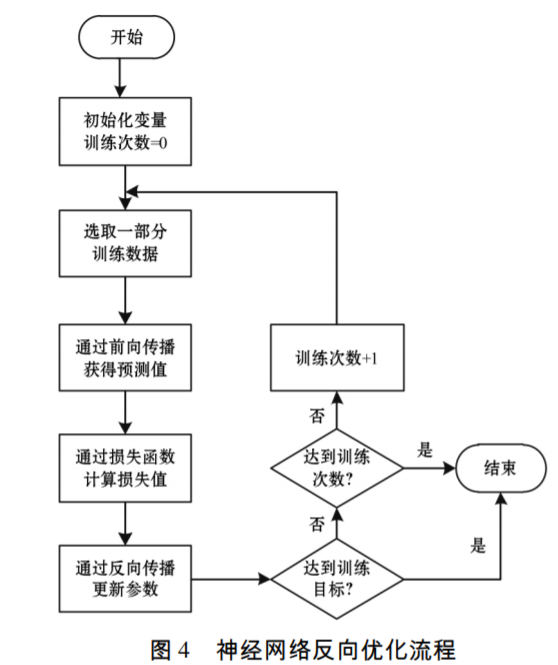 开始
初始化变量
训练次数=0
选取一部分
训练数据
通过前向传播
获得预测值
通过损失函数
计算损失值
通过反向传播
更新参数
达到训练
目标?
否
是
达到训练
次数?
否
是
训练次数+1
结束
图 4 神经网络反向优化流程